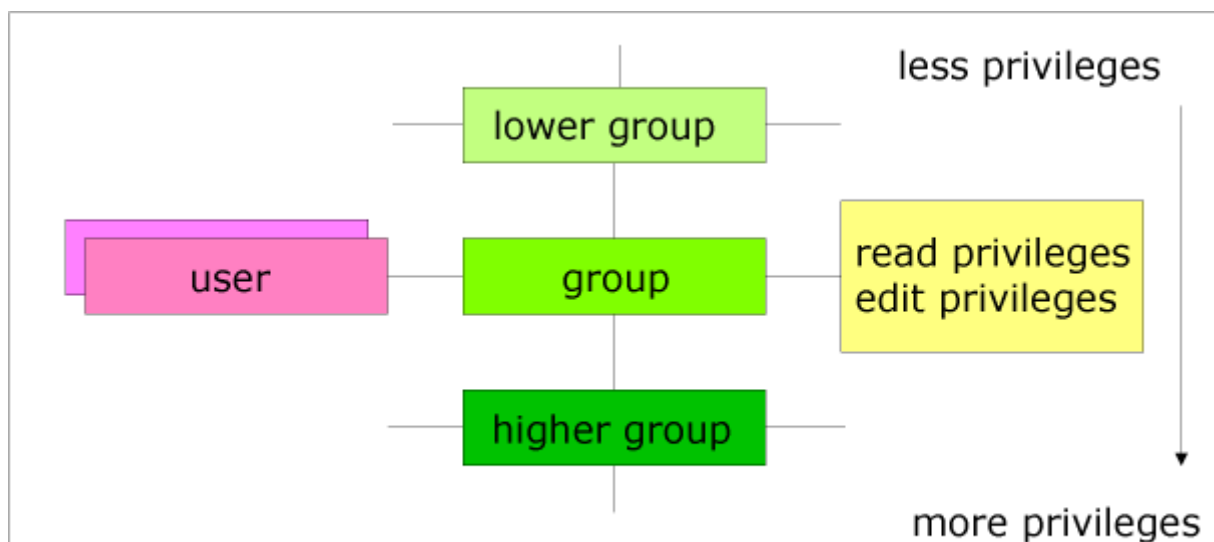 less privileges
lower group
user
group
read privileges
edit privileges
higher group
more privileges